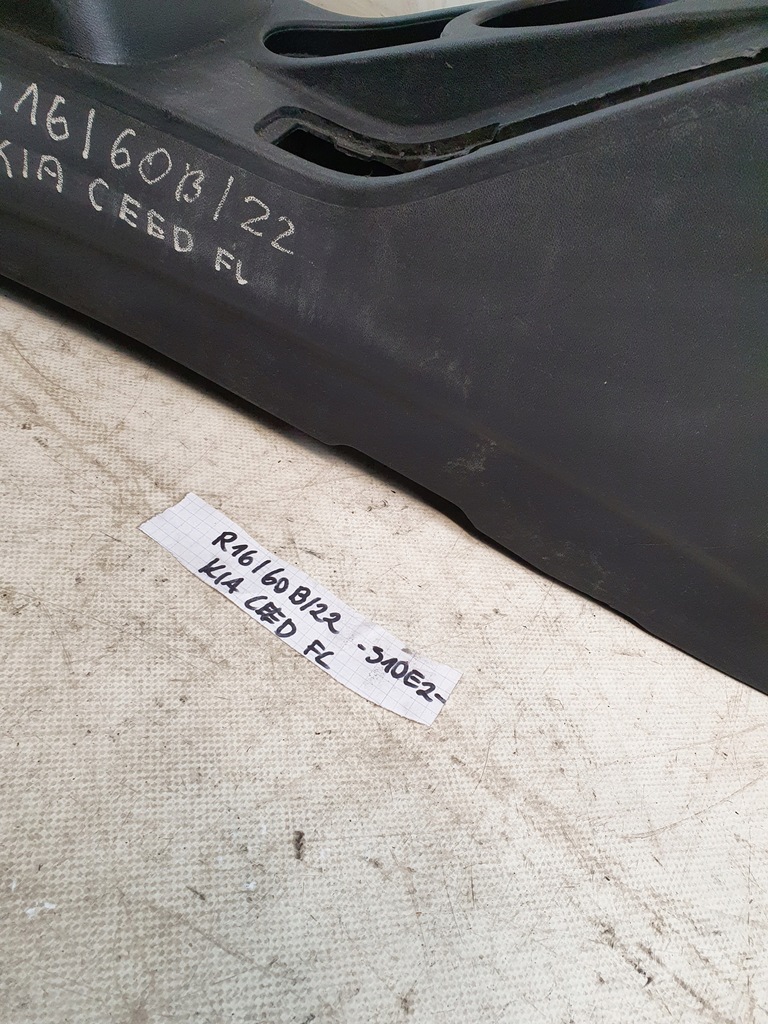 R16/60B/22
KIA CEED FL
R16/60B/22
KIA CEED FL -S10E2-